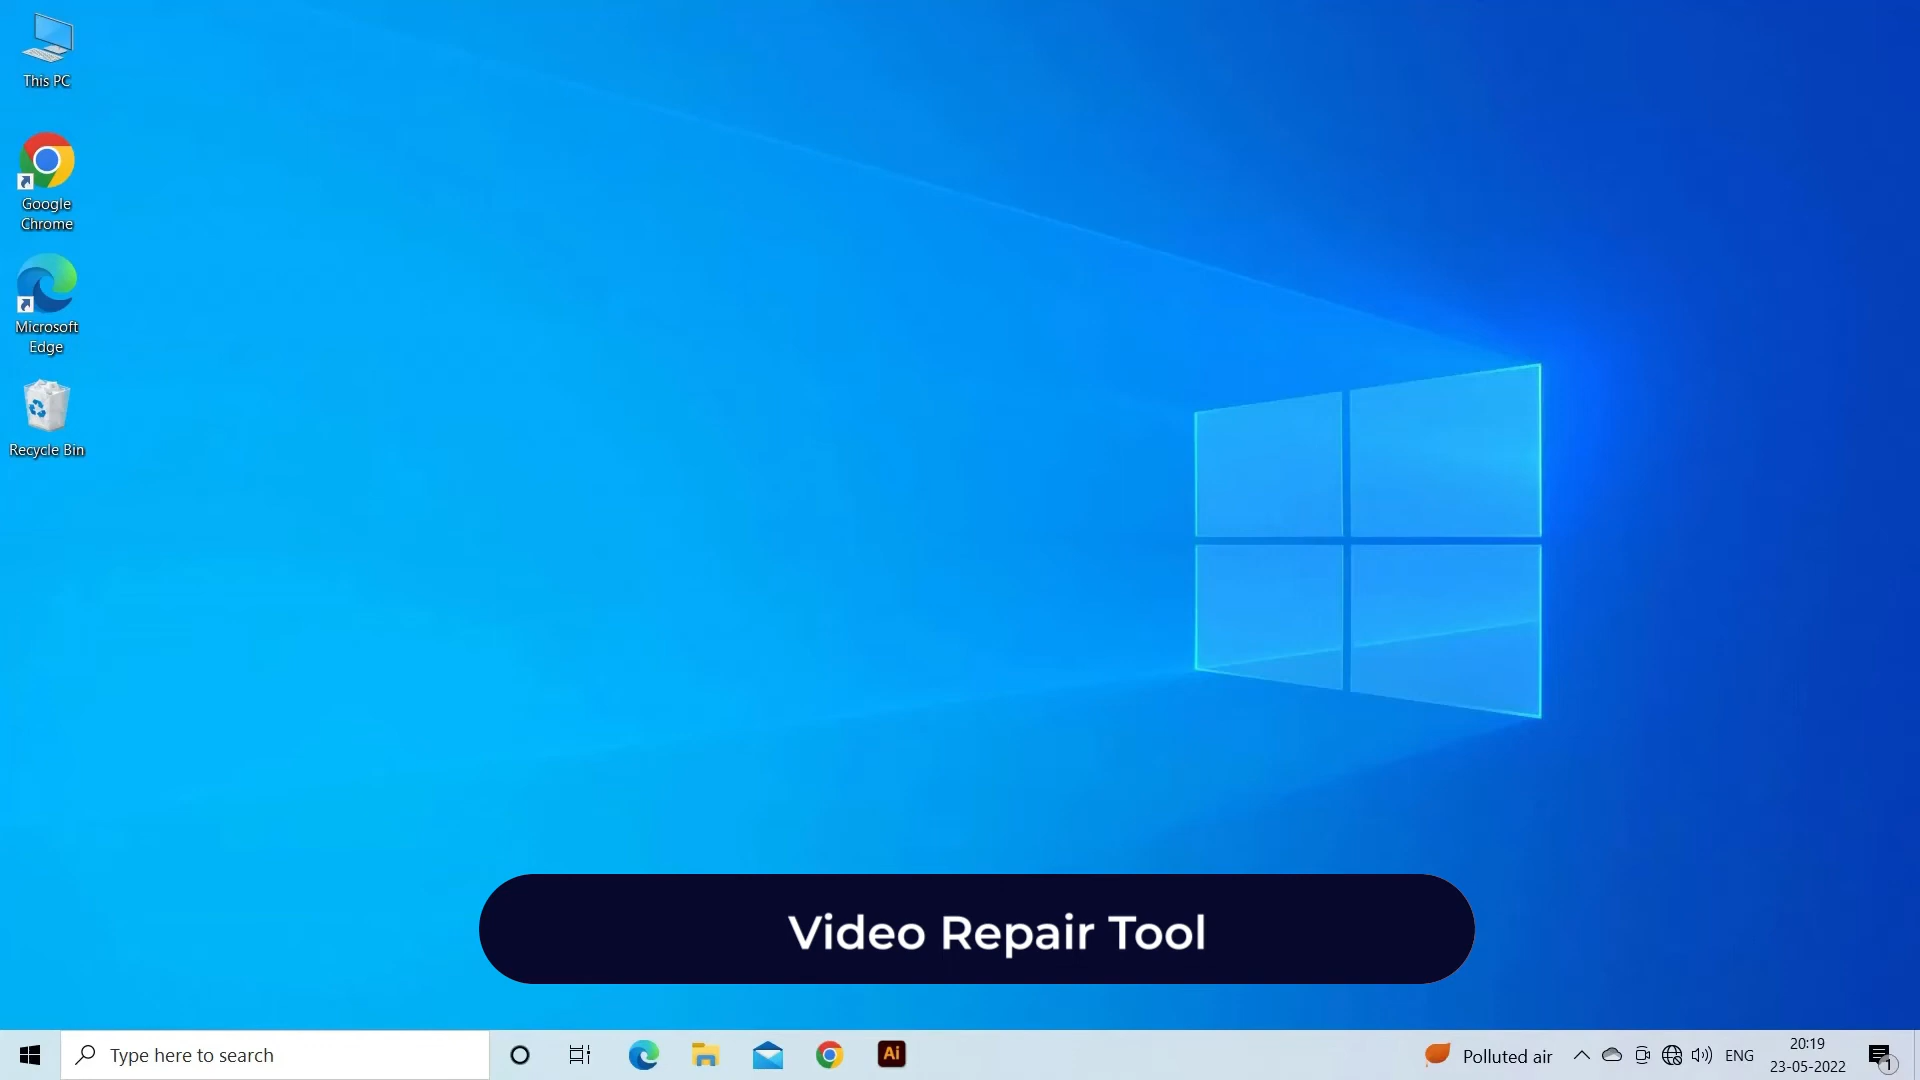 This PC
Google
Chrome
Microsoft
Edge
Recycle Bin
Video Repair Tool
Type here to search
Ai
Polluted air
ENG
20:19
23-05-2022
1